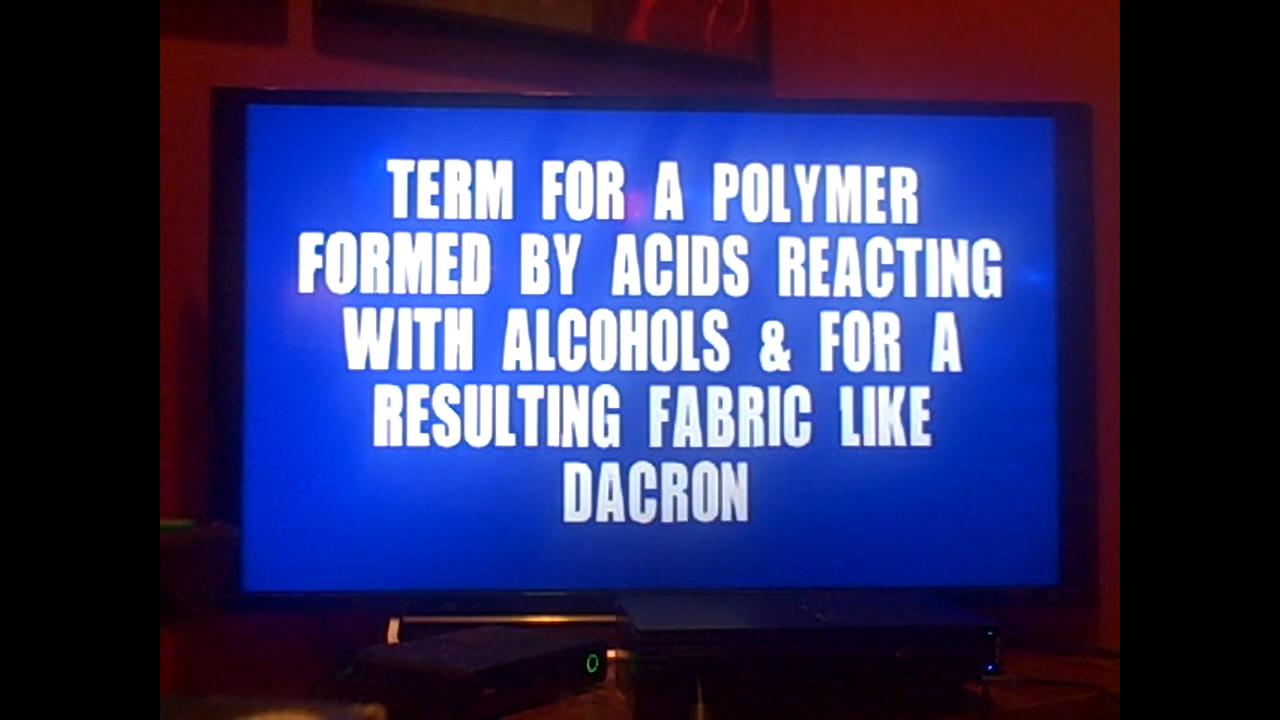 TERM FOR A POLYMER
FORMED BY ACIDS REACTING
WITH ALCOHOLS & FOR A
RESULTING FABRIC LIKE
DACRON